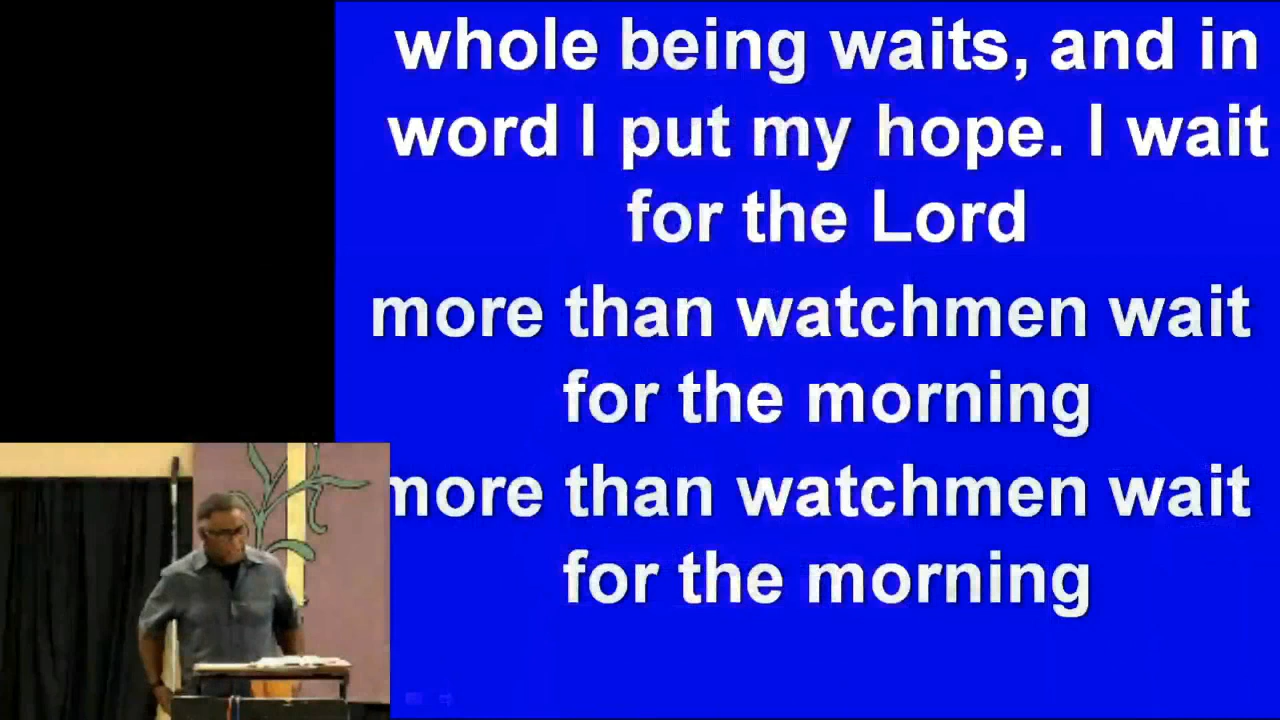 whole being waits, and in
word I put my hope. I wait
for the Lord
more than watchmen wait
for the morning
more than watchmen wait
for the morning